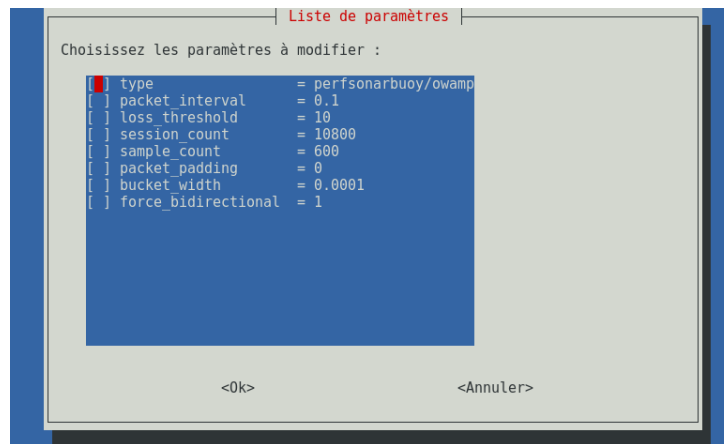 Liste de paramètres
Choisissez les paramètres à modifier :
[ ] type = perfsonarbuoy/owamp
[ ] packet_interval = 0.1
[ ] loss_threshold = 10
[ ] session_count = 10800
[ ] sample_count = 600
[ ] packet_padding = 0
[ ] bucket_width = 0.0001
[ ] force_bidirectional = 1
<Ok> <Annuler>